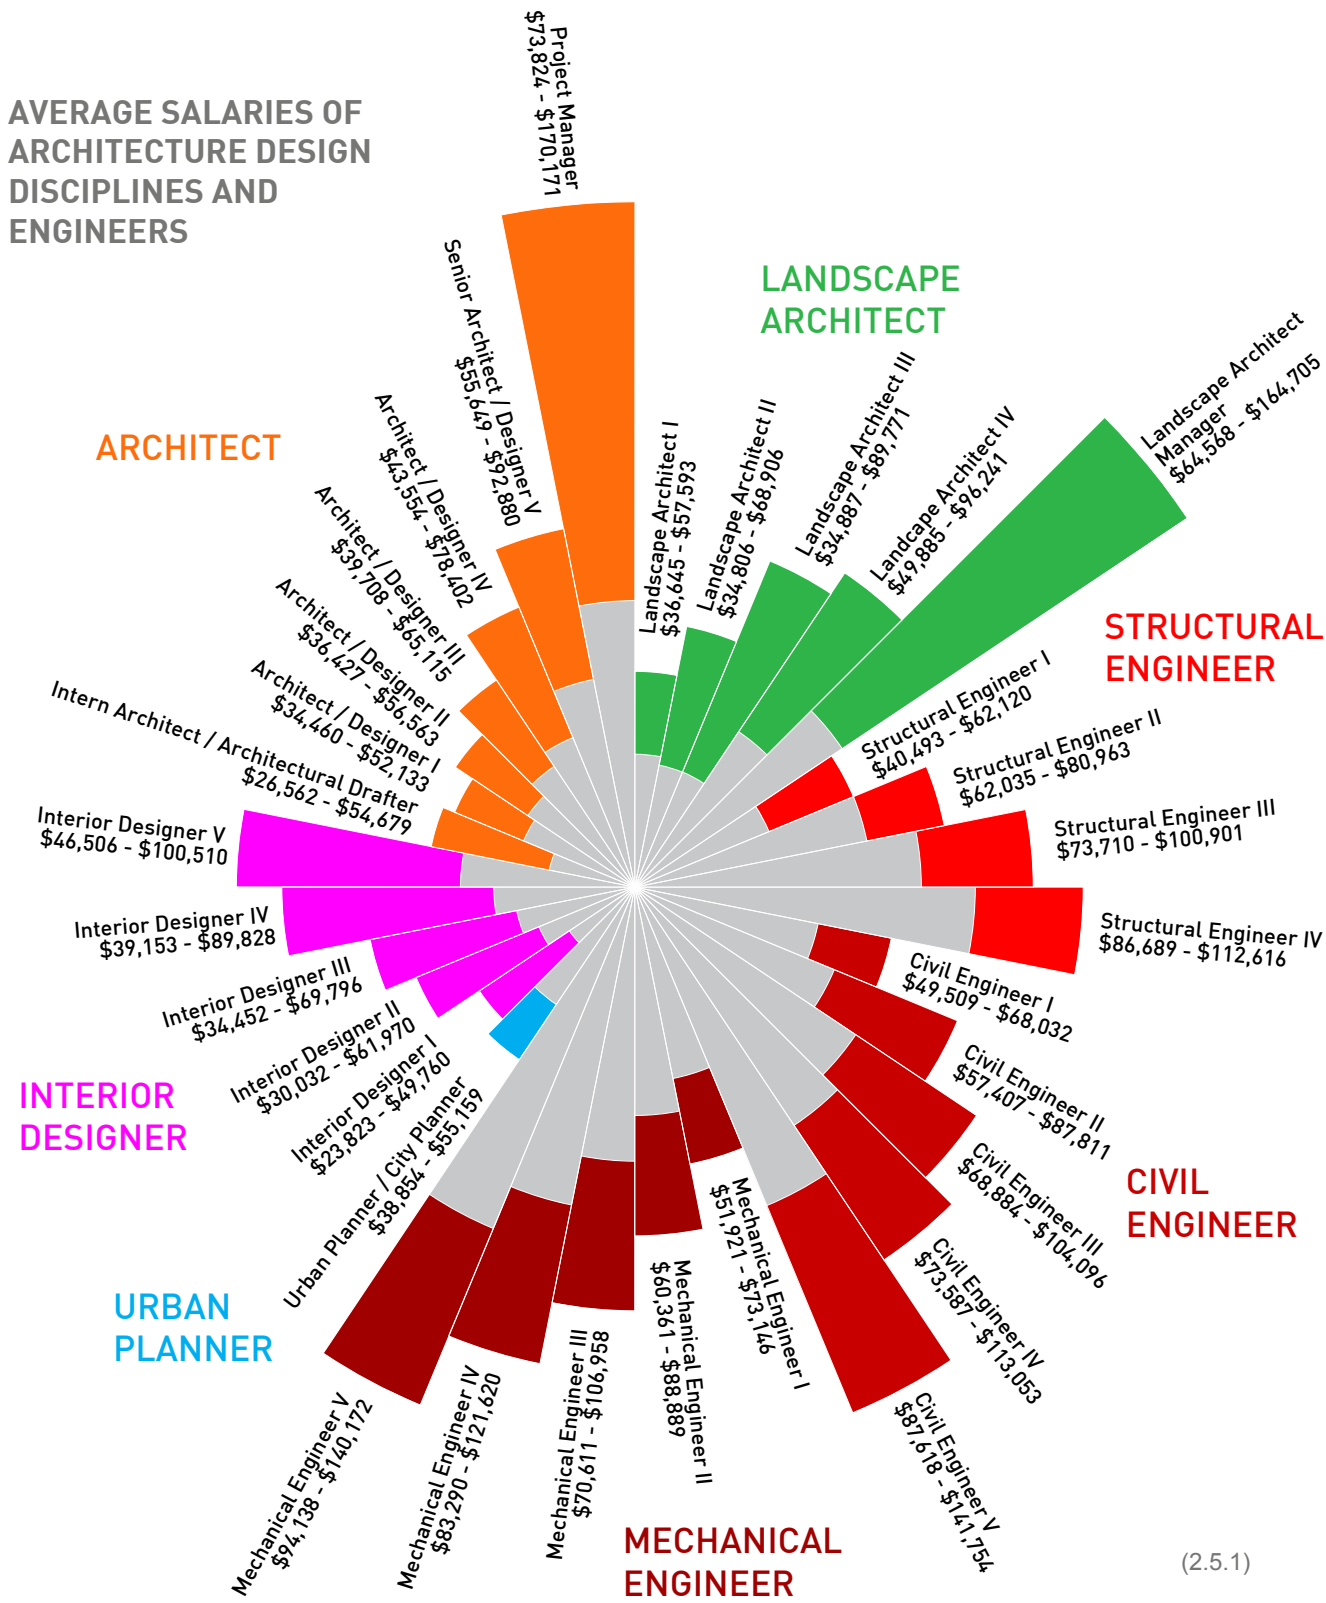 AVERAGE SALARIES OF
ARCHITECTURE DESIGN
DISCIPLINES AND
ENGINEERS
ARCHITECT
Project Manager
$73,824 - $170,171
Senior Architect / Designer V
$55,649 - $92,880
Architect / Designer IV
$43,554 - $78,402
Architect / Designer III
$39,708 - $65,115
Architect / Designer II
$36,427 - $56,563
Architect / Designer I
$34,460 - $52,133
Intern Architect / Architectural Drafter
$26,562 - $54,679
LANDSCAPE
ARCHITECT
Landscape Architect I
$36,645 - $57,593
Landscape Architect II
$34,806 - $68,906
Landscape Architect III
$34,887 - $89,771
Landcape Architect IV
$49,885 - $96,241
Landscape Architect
Manager
$64,568 - $164,705
STRUCTURAL
ENGINEER
Structural Engineer I
$40,493 - $62,120
Structural Engineer II
$62,035 - $80,963
Structural Engineer III
$73,710 - $100,901
Structural Engineer IV
$86,689 - $112,616
CIVIL
ENGINEER
Civil Engineer I
$49,509 - $68,032
Civil Engineer II
$57,407 - $87,811
Civil Engineer III
$68,884 - $104,096
Civil Engineer IV
$73,587 - $113,053
Civil Engineer V
$87,618 - $141,754
MECHANICAL
ENGINEER
Mechanical Engineer I
$51,921 - $73,146
Mechanical Engineer II
$60,361 - $88,889
Mechanical Engineer III
$70,611 - $106,958
Mechanical Engineer IV
$83,290 - $121,620
Mechanical Engineer V
$94,138 - $140,172
URBAN
PLANNER
Urban Planner / City Planner
$38,854 - $55,159
INTERIOR
DESIGNER
Interior Designer I
$23,823 - $49,760
Interior Designer II
$30,032 - $61,970
Interior Designer III
$34,452 - $69,796
Interior Designer IV
$39,153 - $89,828
Interior Designer V
$46,506 - $100,510
(2.5.1)